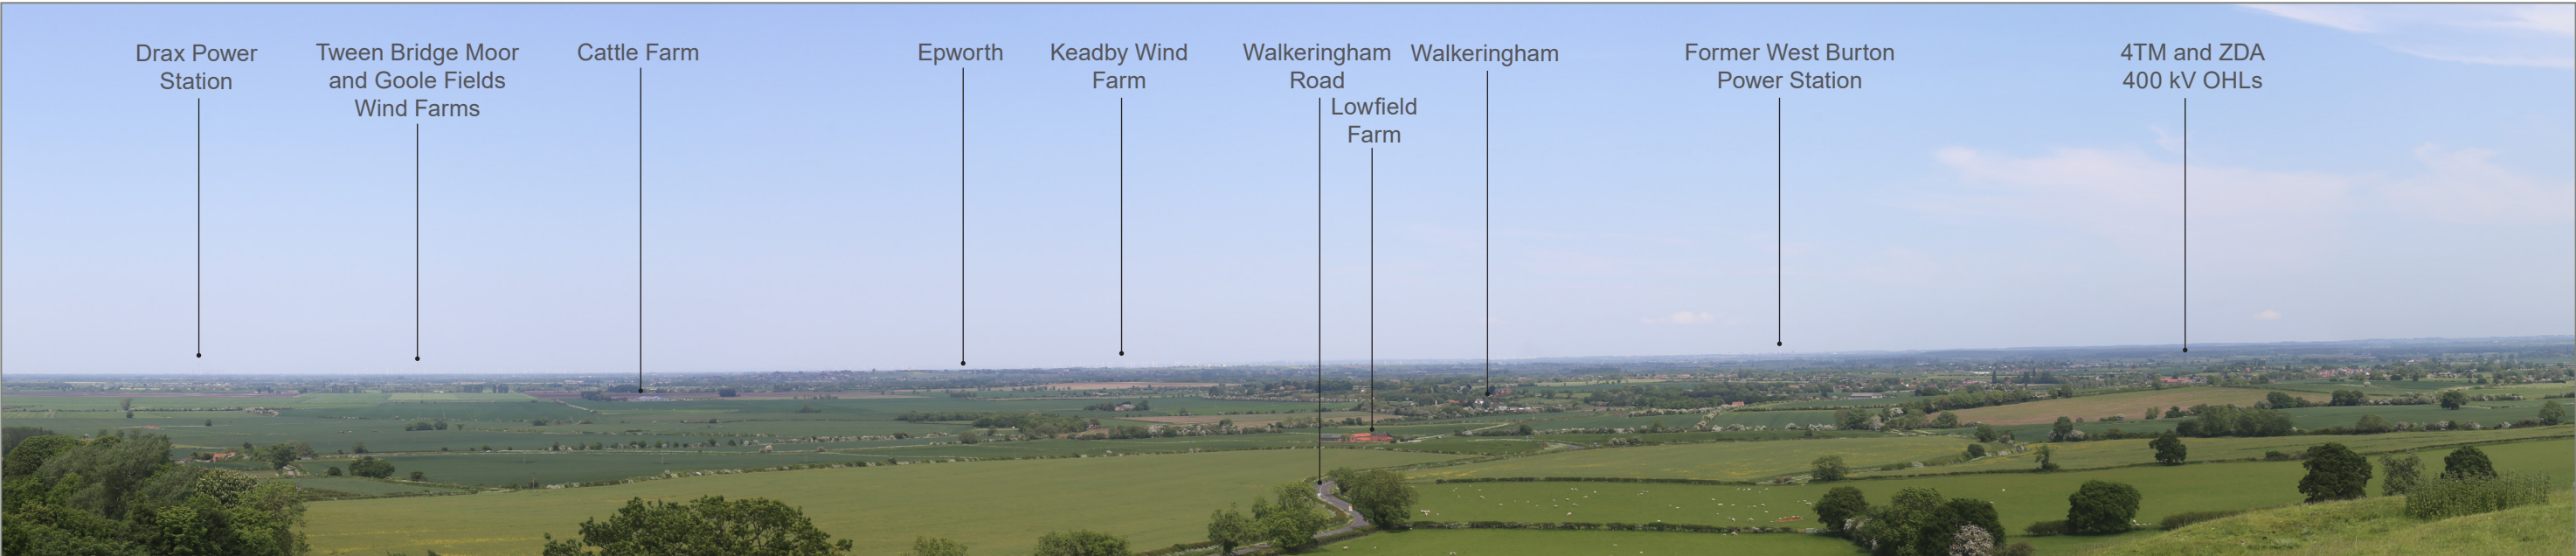 Drax Power
Station
Tween Bridge Moor
and Goole Fields
Wind Farms
Cattle Farm
Epworth
Keadby Wind
Farm
Walkeringham
Road
Lowfield
Farm
Walkeringham
Former West Burton
Power Station
4TM and ZDA
400 kV OHLs